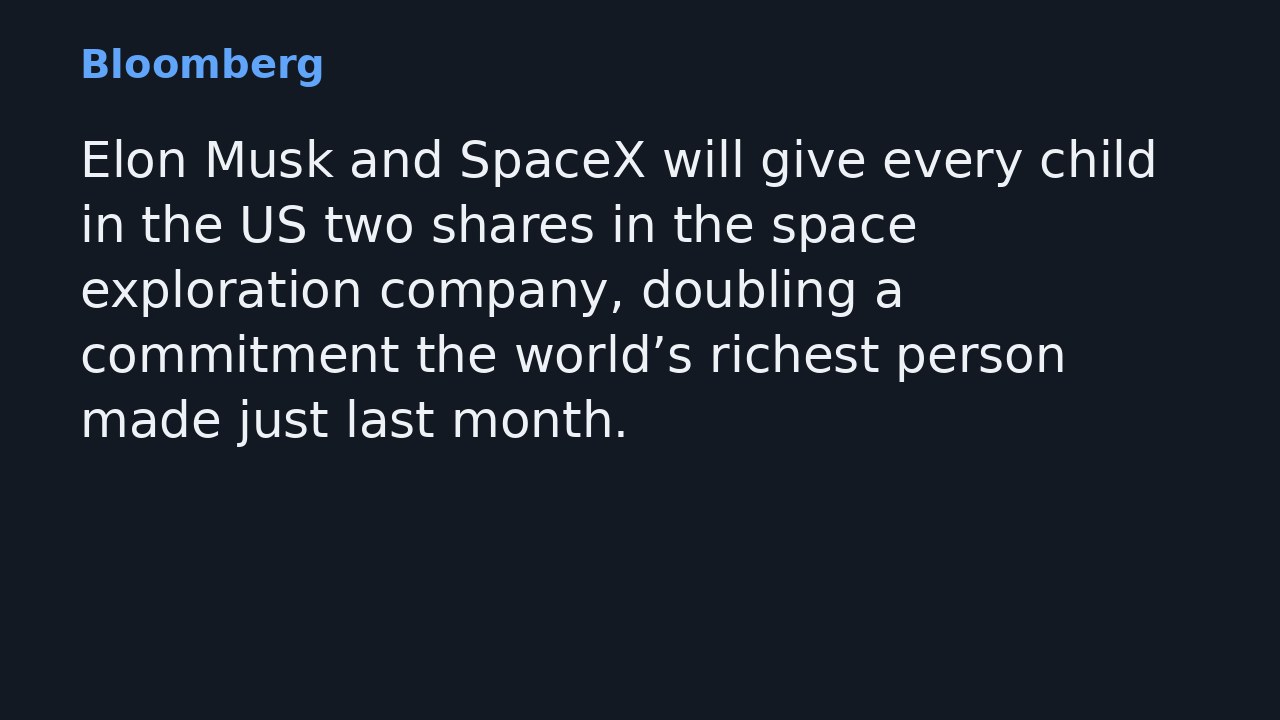 Bloomberg
Elon Musk and SpaceX will give every child
in the US two shares in the space
exploration company, doubling a
commitment the world’s richest person
made just last month.